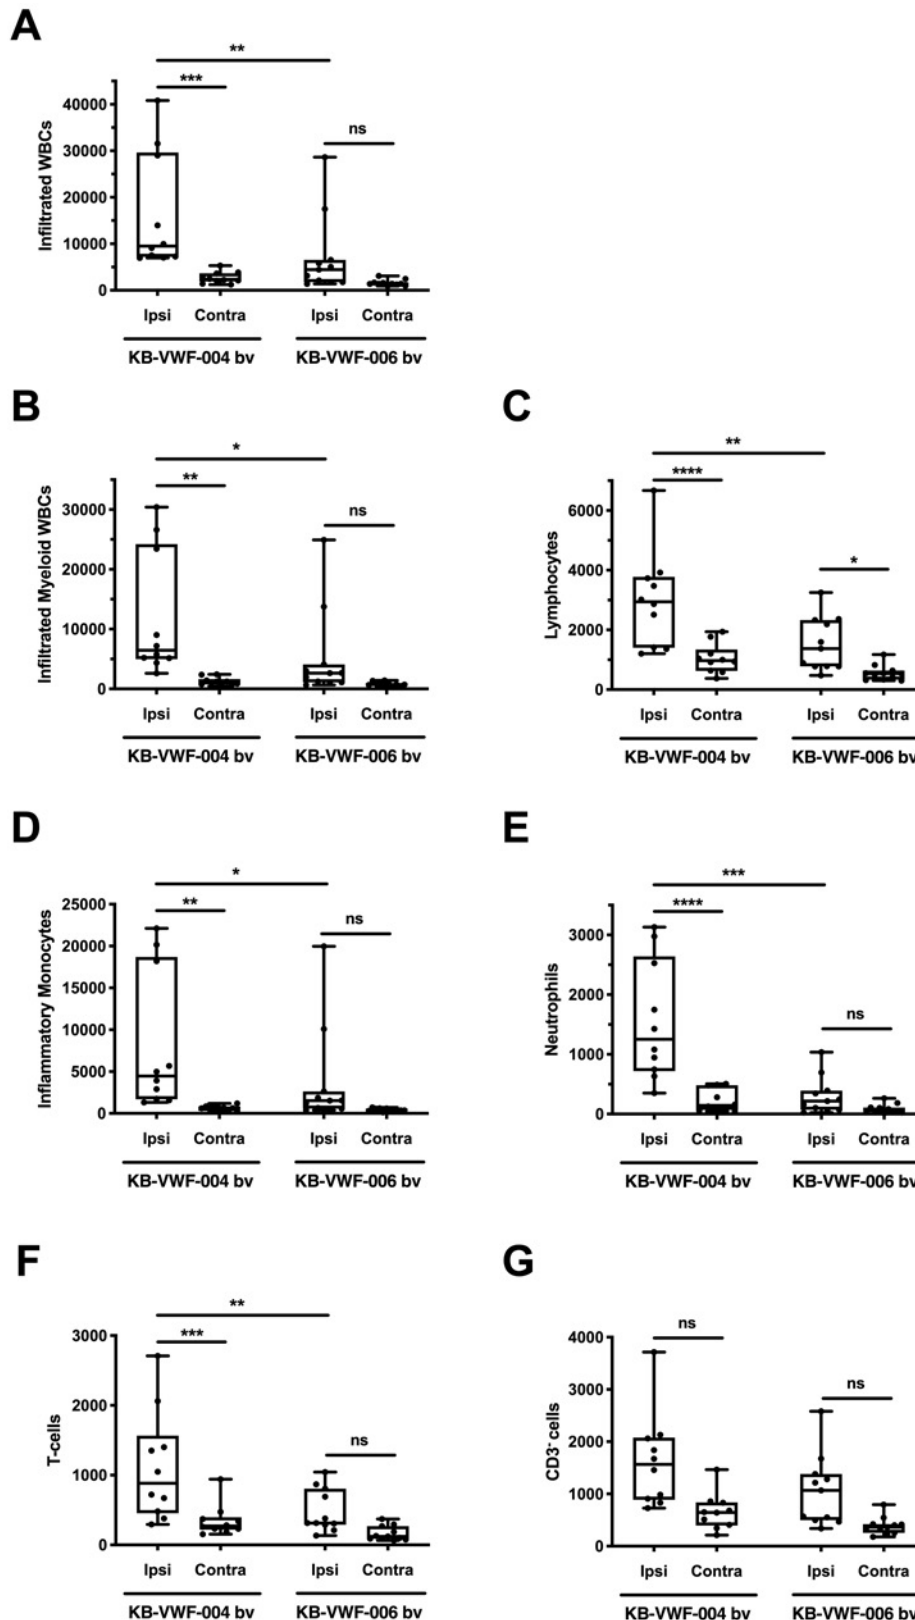 A
**
***
ns
Infiltrated WBCs
40000
30000
20000
10000
0
Ipsi Contra Ipsi Contra
KB-VWF-004 bv KB-VWF-006 bv
B
*
**
ns
Infiltrated Myeloid WBCs
30000
20000
10000
0
Ipsi Contra Ipsi Contra
KB-VWF-004 bv KB-VWF-006 bv
C
**
****
*
Lymphocytes
6000
4000
2000
0
Ipsi Contra Ipsi Contra
KB-VWF-004 bv KB-VWF-006 bv
D
*
**
ns
Inflammatory Monocytes
25000
20000
15000
10000
5000
0
Ipsi Contra Ipsi Contra
KB-VWF-004 bv KB-VWF-006 bv
E
***
****
ns
Neutrophils
3000
2000
1000
0
Ipsi Contra Ipsi Contra
KB-VWF-004 bv KB-VWF-006 bv
F
**
***
ns
T-cells
3000
2000
1000
0
Ipsi Contra Ipsi Contra
KB-VWF-004 bv KB-VWF-006 bv
G
ns
ns
CD3⁻ cells
4000
3000
2000
1000
0
Ipsi Contra Ipsi Contra
KB-VWF-004 bv KB-VWF-006 bv